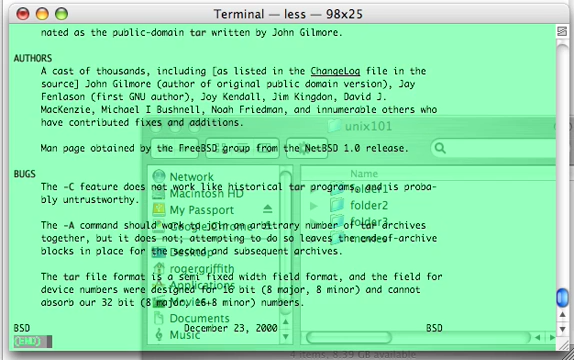 Terminal — less — 98x25
nated as the public-domain tar written by John Gilmore.
AUTHORS
A cast of thousands, including [as listed in the ChangeLog file in the
source] John Gilmore (author of original public domain version), Jay
Fenlason (first GNU author), Joy Kendall, Jim Kingdon, David J.
MacKenzie, Michael I Bushnell, Noah Friedman, and innumerable others who
have contributed fixes and additions.
unix101
Man page obtained by the FreeBSD group from the NetBSD 1.0 release.
Name
BUGS
Network
The -C feature does not work like historical tar programs, and is proba-
folder1
Macintosh HD
bly untrustworthy.
My Passport
folder2
The -A command should work to join an arbitrary number of tar archives
GoogleChrome
folder3
together, but it does not; attempting to do so leaves the end-of-archive
Desktop
blocks in place for the second and subsequent archives.
rogergriffith
The tar file format is a semi fixed width field format, and the field for
Applications
device numbers were designed for 16 bit (8 major, 8 minor) and cannot
Movies
absorb our 32 bit (8 major, 16+8 minor) numbers.
Documents
BSD December 23, 2000 BSD
Music
(END)
4 items, 8.39 GB available